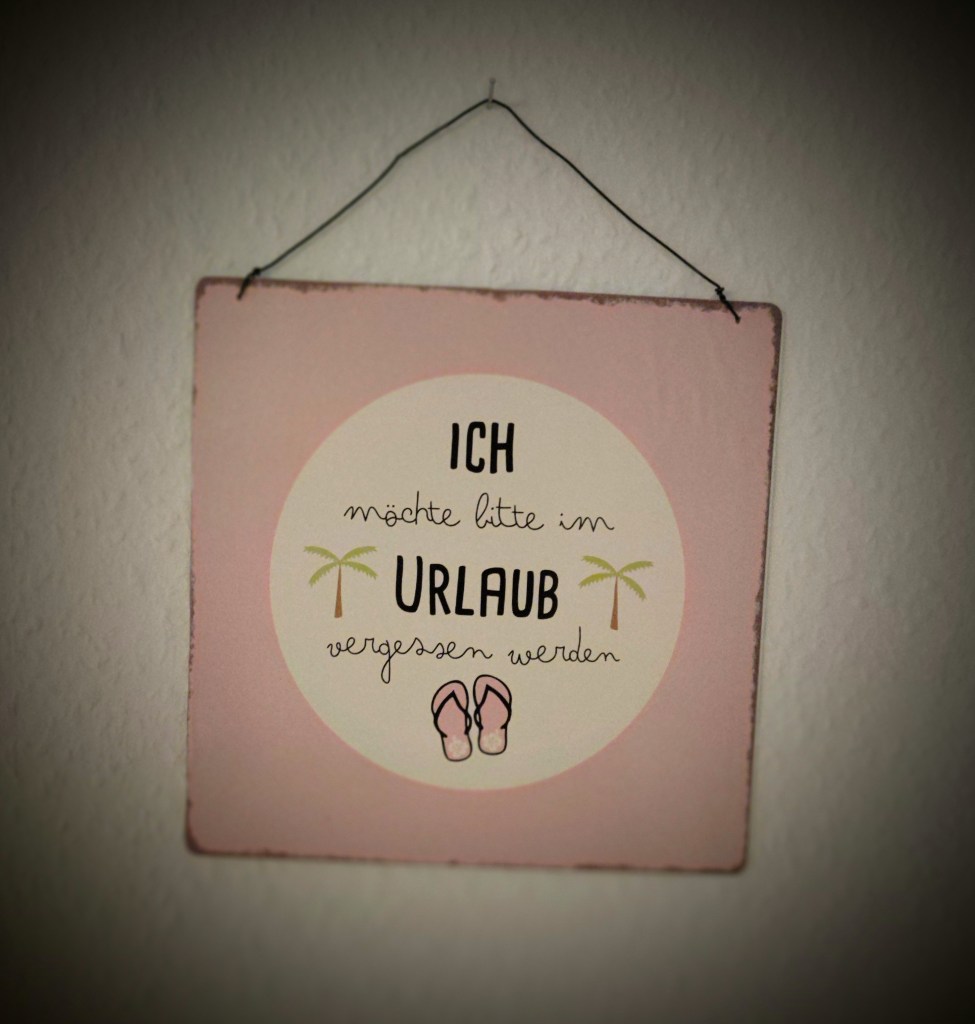 ICH
möchte bitte im
URLAUB
vergessen werden